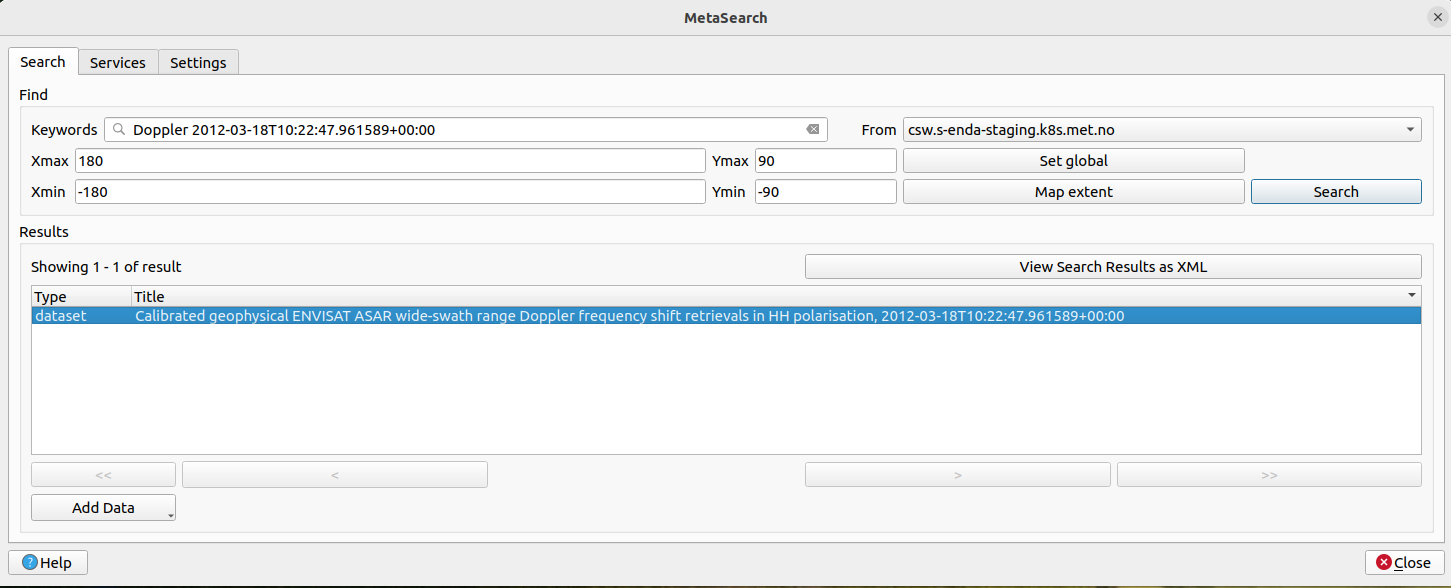 MetaSearch
Search Services Settings
Find
Keywords Doppler 2012-03-18T10:22:47.961589+00:00 From csw.s-enda-staging.k8s.met.no
Xmax 180 Ymax 90 Set global
Xmin -180 Ymin -90 Map extent Search
Results
Showing 1 - 1 of result View Search Results as XML
Type Title
dataset Calibrated geophysical ENVISAT ASAR wide-swath range Doppler frequency shift retrievals in HH polarisation, 2012-03-18T10:22:47.961589+00:00
<< < > >>
Add Data
Help Close